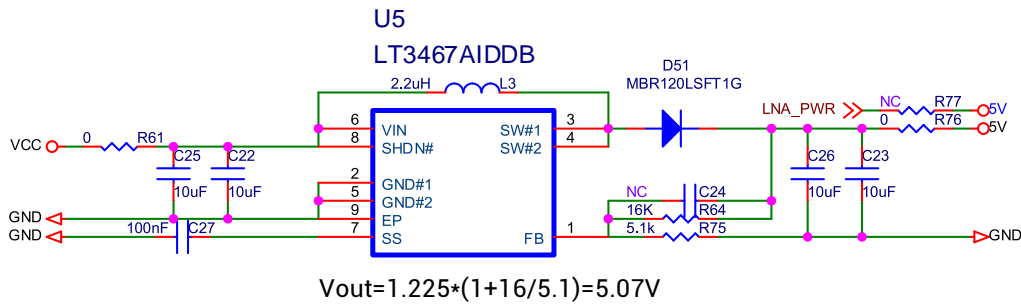 U5
LT3467AIDDB
2.2uH L3
D51
MBR120LSFT1G
LNA_PWR NC R77 5V
0 R76 5V
VCC 0 R61
6 VIN SW#1 3
8 SHDN# SW#2 4
C25 C22 C26 C23
10uF 10uF 10uF 10uF
2 GND#1
5 GND#2
NC C24
GND 9 EP 16K R64
GND 100nF C27 7 SS FB 1 5.1k R75 GND
Vout=1.225*(1+16/5.1)=5.07V